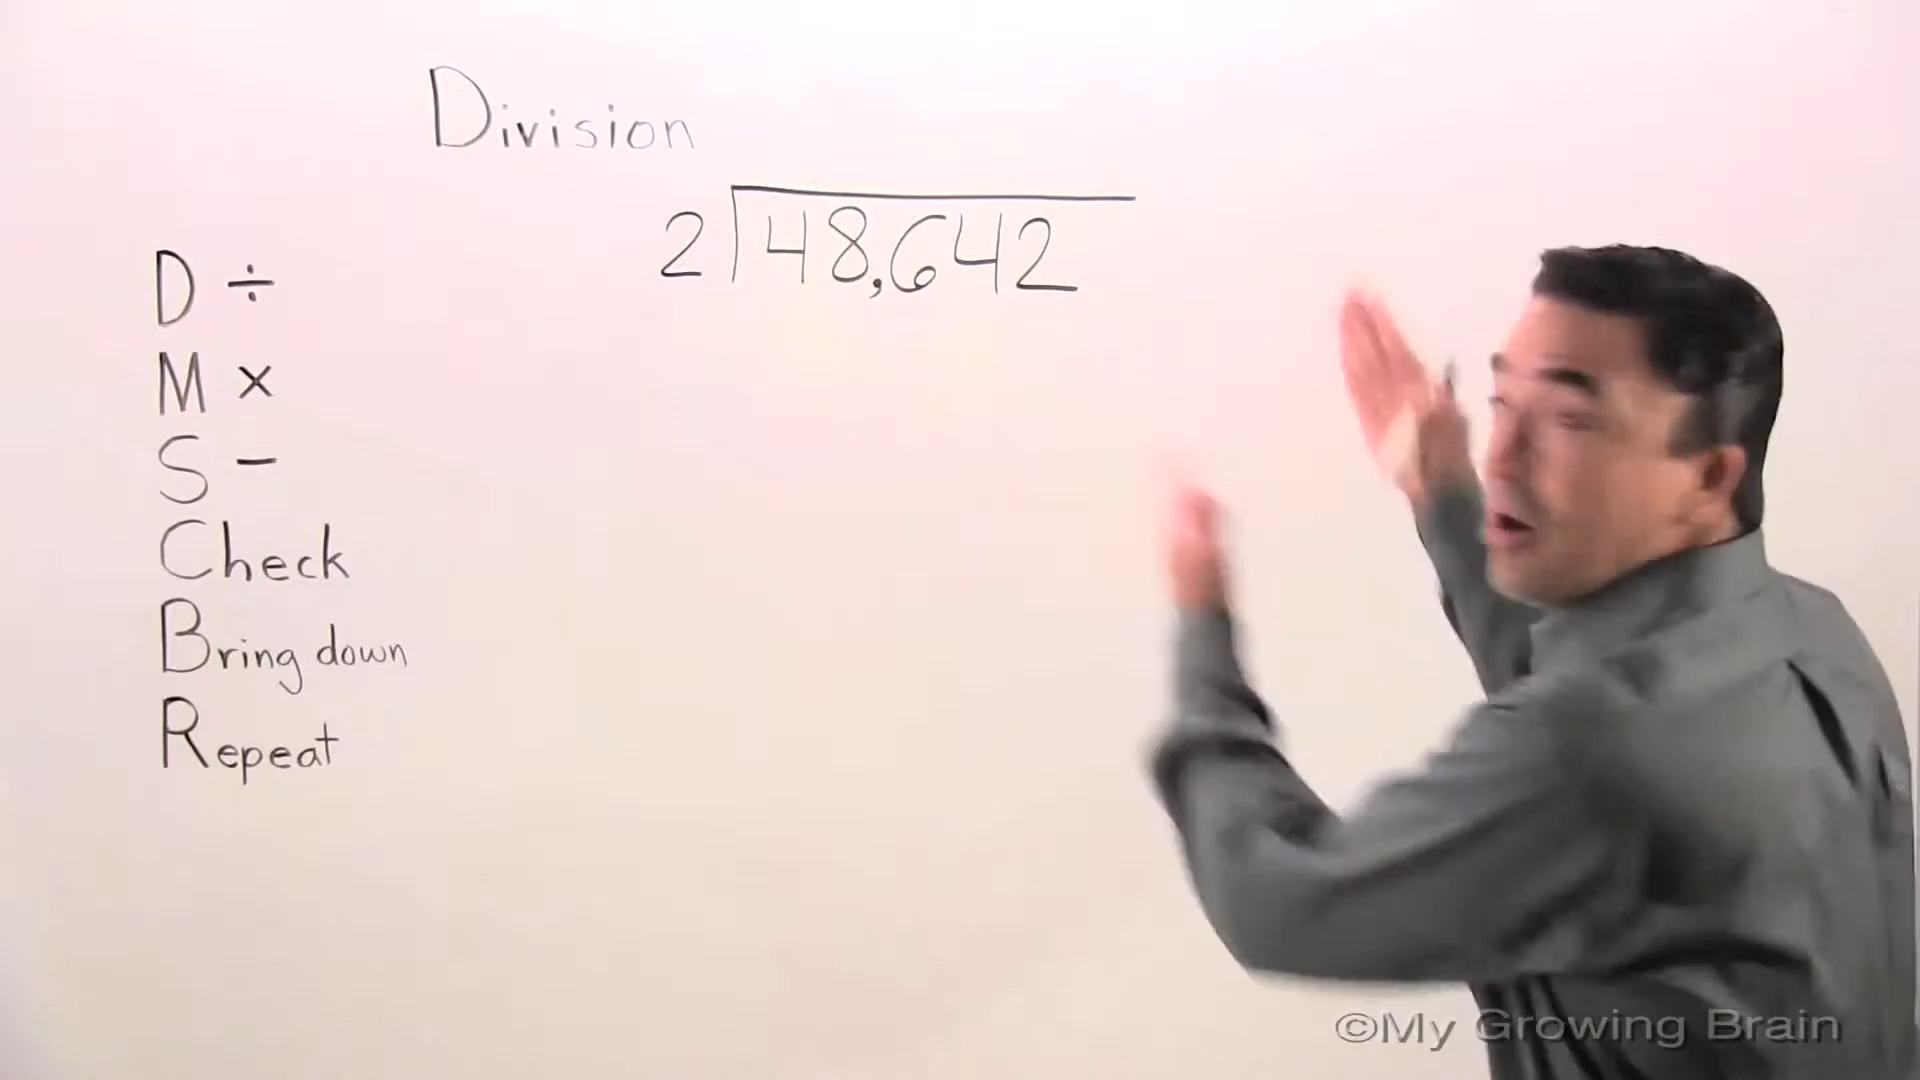 Division
2 48,642
D ÷
M ×
S −
Check
Bring down
Repeat
©My Growing Brain